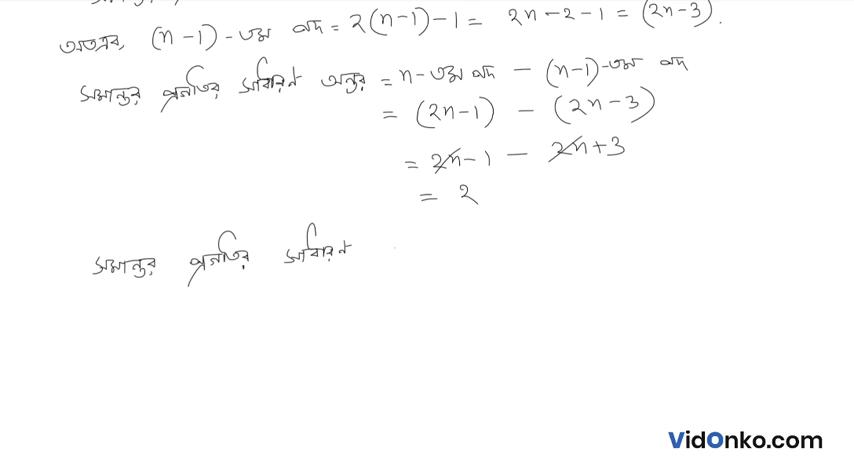 অতএব, (n-1)-তম পদ = 2(n-1)-1 = 2n-2-1 = (2n-3).
সমান্তর প্রগতির সাধারণ অন্তর = n-তম পদ - (n-1)-তম পদ
= (2n-1) - (2n-3)
= 2n-1 - 2n+3
= 2
সমান্তর প্রগতির সাধারণ
VidOnko.com